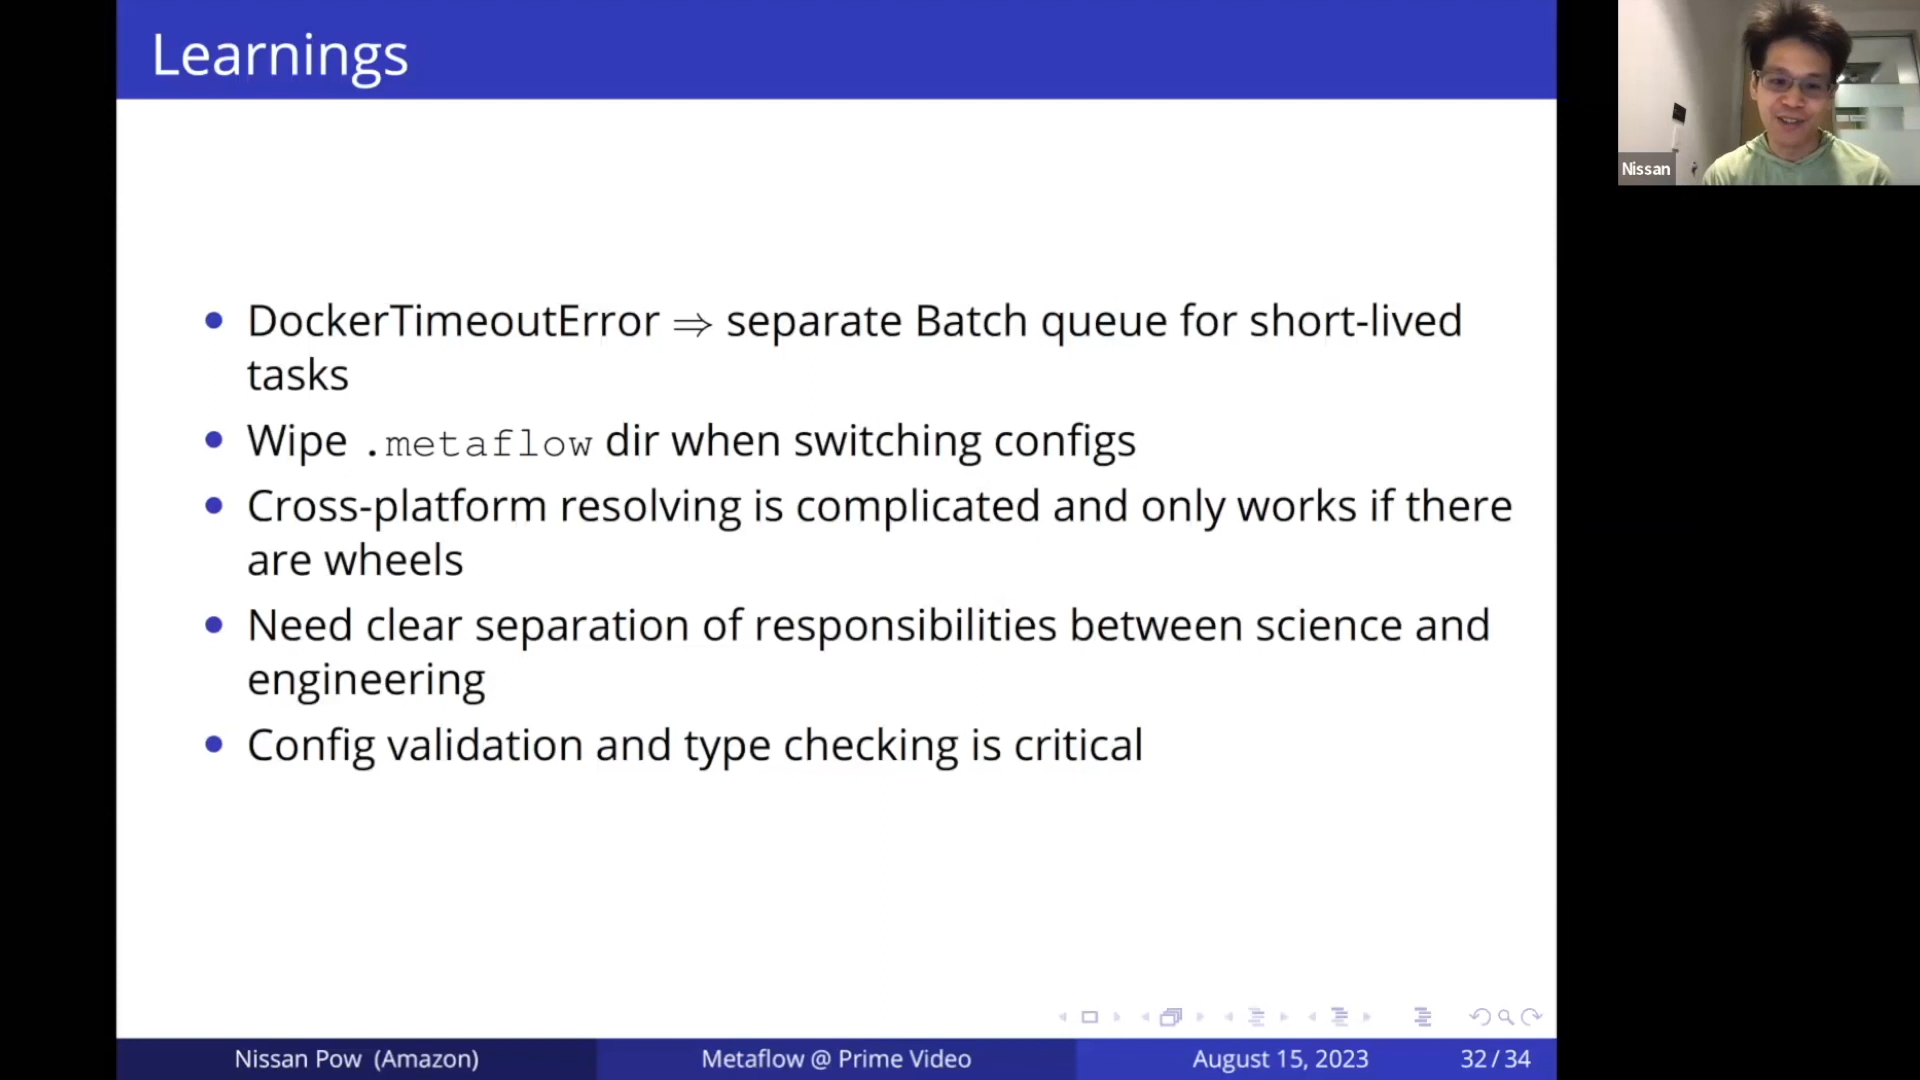 Learnings
Nissan
• DockerTimeoutError ⇒ separate Batch queue for short-lived
tasks
• Wipe .metaflow dir when switching configs
• Cross-platform resolving is complicated and only works if there
are wheels
• Need clear separation of responsibilities between science and
engineering
• Config validation and type checking is critical
Nissan Pow (Amazon)
Metaflow @ Prime Video
August 15, 2023
32 / 34